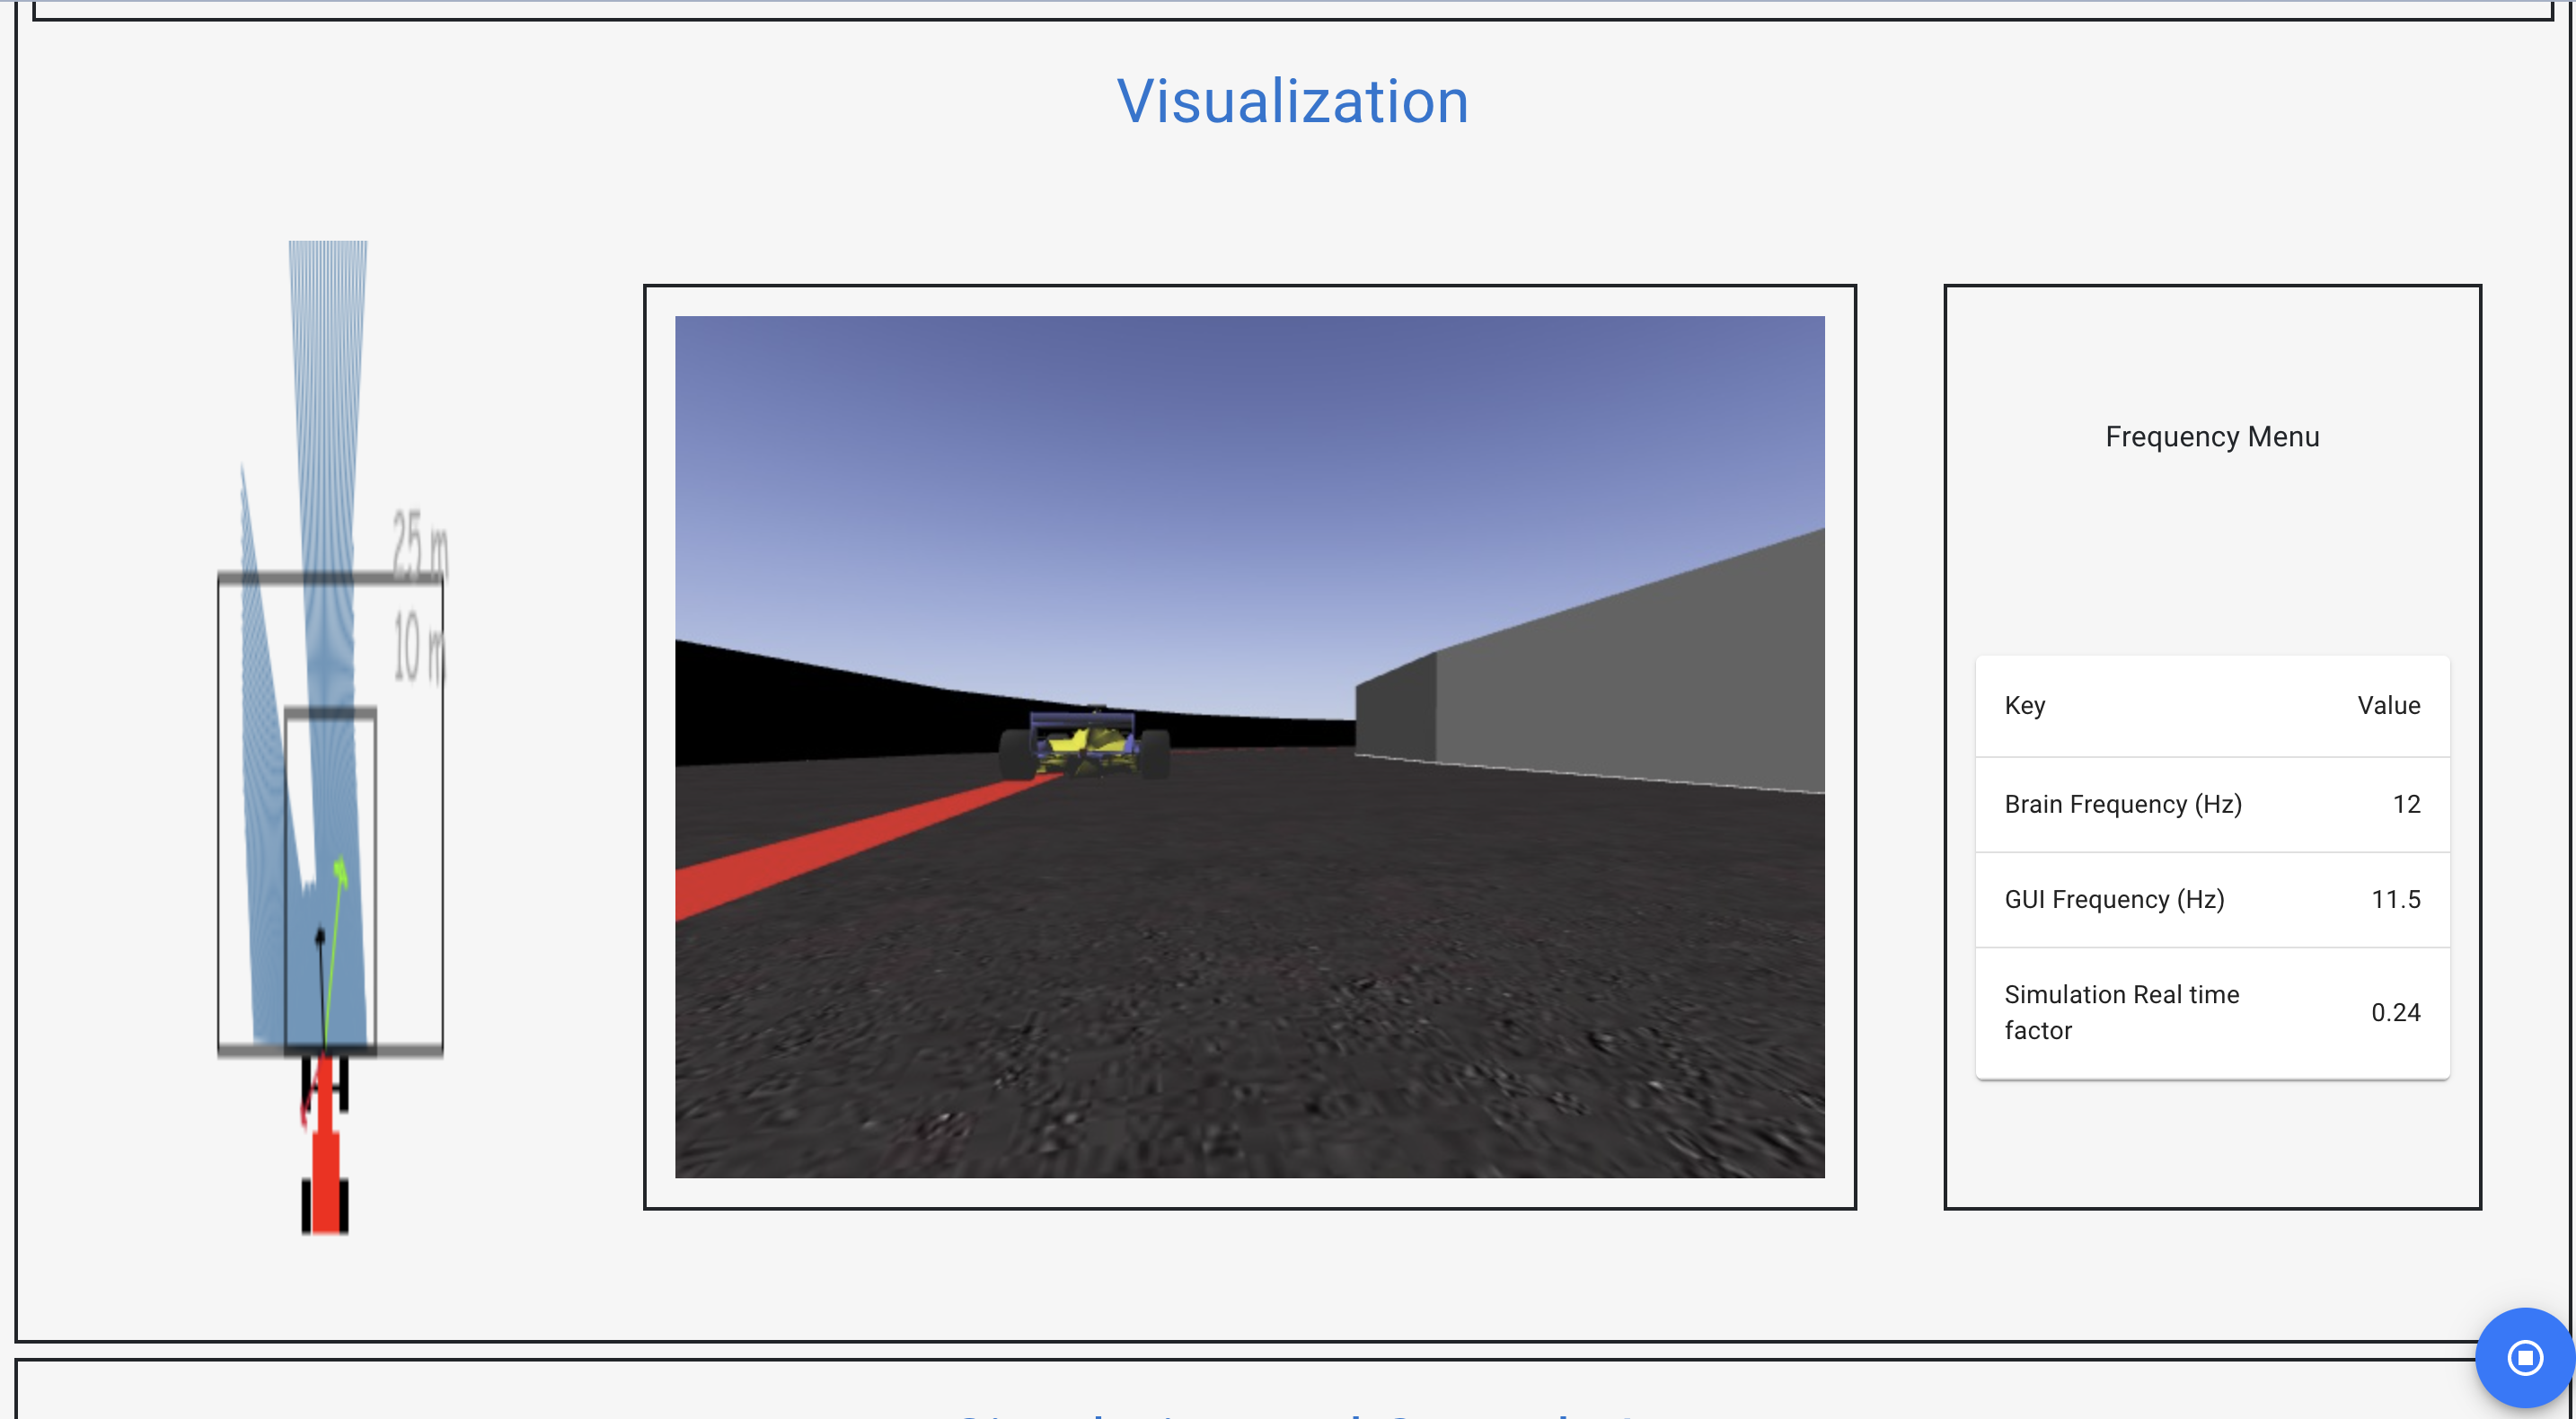 Visualization
25 m
10 m
Frequency Menu
Key Value
Brain Frequency (Hz) 12
GUI Frequency (Hz) 11.5
Simulation Real time
factor 0.24